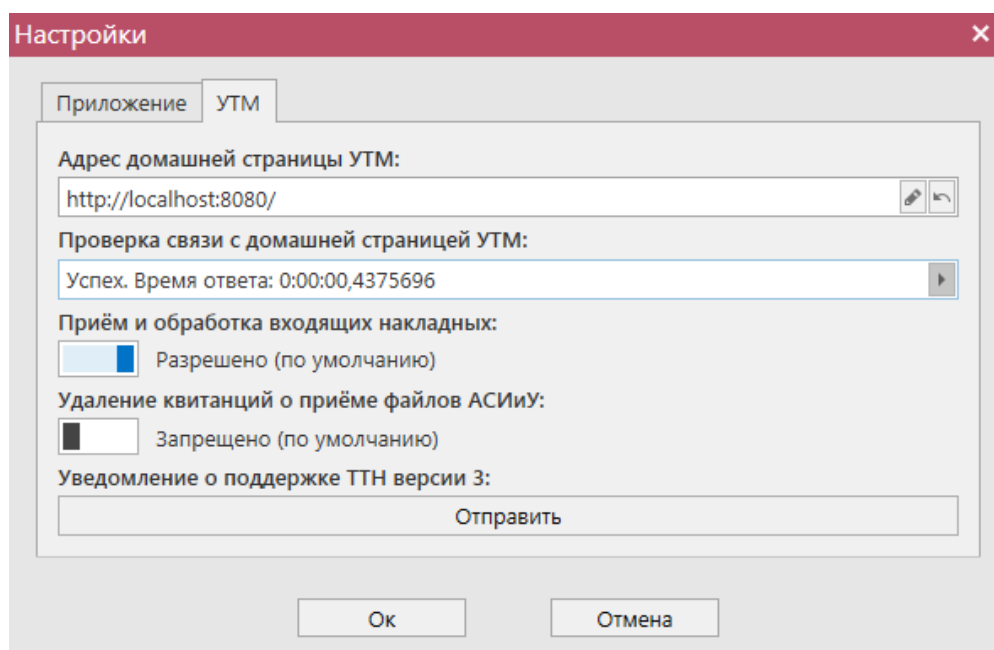 Настройки
Приложение УТМ
Адрес домашней страницы УТМ:
http://localhost:8080/
Проверка связи с домашней страницей УТМ:
Успех. Время ответа: 0:00:00,4375696
Приём и обработка входящих накладных:
Разрешено (по умолчанию)
Удаление квитанций о приёме файлов АСИиУ:
Запрещено (по умолчанию)
Уведомление о поддержке ТТН версии 3:
Отправить
Ок Отмена